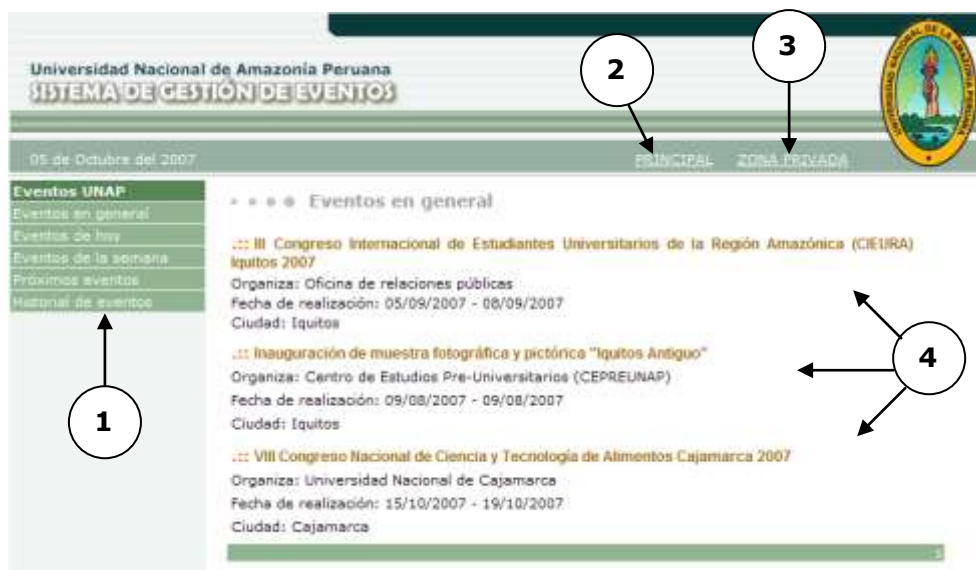 Universidad Nacional de Amazonía Peruana
SISTEMA DE GESTIÓN DE EVENTOS
2
3
05 de Octubre del 2007
PRINCIPAL ZONA PRIVADA
Eventos UNAP
Eventos en general
Eventos de hoy
Eventos de la semana
Próximos eventos
Historial de eventos
1
Eventos en general
.:: III Congreso Internacional de Estudiantes Universitarios de la Región Amazónica (CIEURA)
Iquitos 2007
Organiza: Oficina de relaciones públicas
Fecha de realización: 05/09/2007 - 08/09/2007
Ciudad: Iquitos
.:: Inauguración de muestra fotográfica y pictórica "Iquitos Antiguo"
Organiza: Centro de Estudios Pre-Universitarios (CEPREUNAP)
Fecha de realización: 09/08/2007 - 09/08/2007
Ciudad: Iquitos
4
.:: VIII Congreso Nacional de Ciencia y Tecnología de Alimentos Cajamarca 2007
Organiza: Universidad Nacional de Cajamarca
Fecha de realización: 15/10/2007 - 19/10/2007
Ciudad: Cajamarca